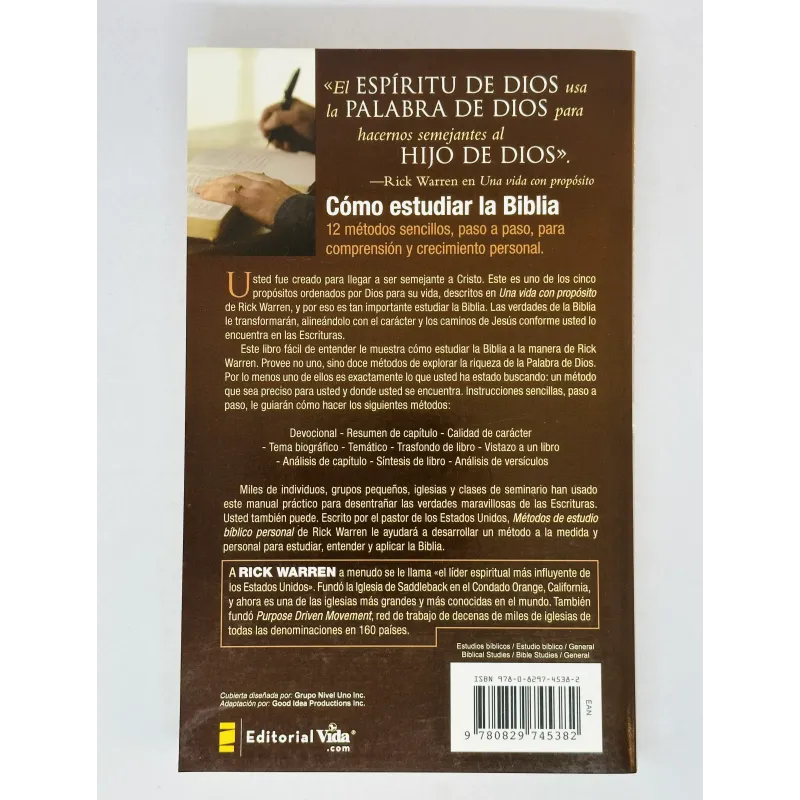 «El ESPÍRITU DE DIOS usa
la PALABRA DE DIOS para
hacernos semejantes al
HIJO DE DIOS».
—Rick Warren en Una vida con propósito
Cómo estudiar la Biblia
12 métodos sencillos, paso a paso, para
comprensión y crecimiento personal.
Usted fue creado para llegar a ser semejante a Cristo. Este es uno de los cinco
propósitos ordenados por Dios para su vida, descritos en Una vida con propósito
de Rick Warren, y por eso es tan importante estudiar la Biblia. Las verdades de la Biblia
le transformarán, alineándolo con el carácter y los caminos de Jesús conforme usted lo
encuentra en las Escrituras.
Este libro fácil de entender le muestra cómo estudiar la Biblia a la manera de Rick
Warren. Provee no uno, sino doce métodos de explorar la riqueza de la Palabra de Dios.
Por lo menos uno de ellos es exactamente lo que usted ha estado buscando: un método
que sea preciso para usted y donde usted se encuentra. Instrucciones sencillas, paso a
paso, le guiarán cómo hacer los siguientes métodos:
Devocional - Resumen de capítulo - Calidad de carácter
- Tema biográfico - Temático - Trasfondo de libro - Vistazo a un libro
- Análisis de capítulo - Síntesis de libro - Análisis de versículos
Miles de individuos, grupos pequeños, iglesias y clases de seminario han usado
este manual práctico para desentrañar las verdades maravillosas de las Escrituras.
Usted también puede. Escrito por el pastor de los Estados Unidos, Métodos de estudio
bíblico personal de Rick Warren le ayudará a desarrollar un método a la medida y
personal para estudiar, entender y aplicar la Biblia.
A RICK WARREN a menudo se le llama «el líder espiritual más influyente de
los Estados Unidos». Fundó la Iglesia de Saddleback en el Condado Orange, California,
y ahora es una de las iglesias más grandes y más conocidas en el mundo. También
fundó Purpose Driven Movement, red de trabajo de decenas de miles de iglesias de
todas las denominaciones en 160 países.
Estudios bíblicos / Estudio bíblico / General
Biblical Studies / Bible Studies / General
ISBN 978-0-8297-4538-2
EAN
9 780829 745382
Cubierta diseñada por: Grupo Nivel Uno Inc.
Adaptación por: Good Idea Productions Inc.
Editorial Vida
.com